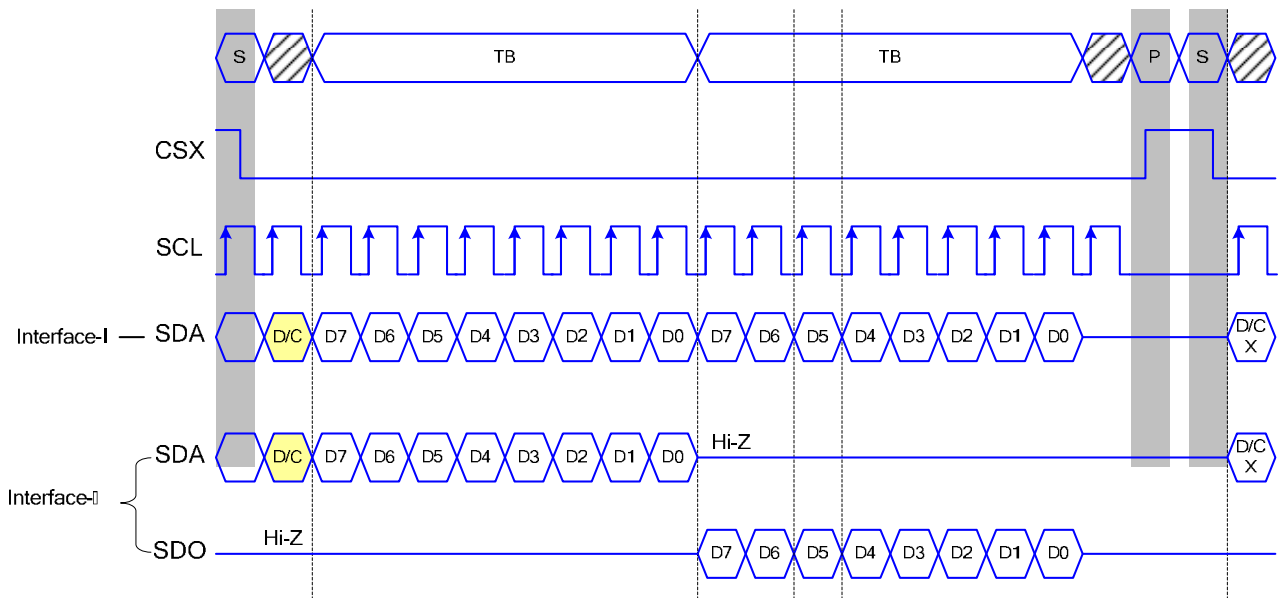 S TB TB P S
CSX
SCL
Interface-I SDA D/C D7 D6 D5 D4 D3 D2 D1 D0 D7 D6 D5 D4 D3 D2 D1 D0 D/C
X
SDA D/C D7 D6 D5 D4 D3 D2 D1 D0 Hi-Z D/C
X
Interface-
SDO Hi-Z D7 D6 D5 D4 D3 D2 D1 D0